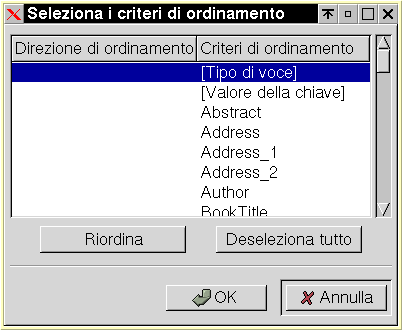 Seleziona i criteri di ordinamento
Direzione di ordinamento Criteri di ordinamento
[Tipo di voce]
[Valore della chiave]
Abstract
Address
Address_1
Address_2
Author
BookTitle
Riordina Deseleziona tutto
OK Annulla